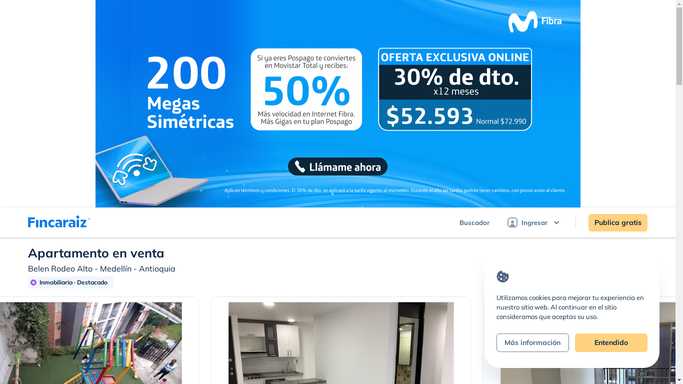 Fibra
200
Megas
Simétricas
Si ya eres Pospago te conviertes
en Movistar Total y recibes.
50%
Más velocidad en Internet Fibra.
Más Gigas en tu plan Pospago
OFERTA EXCLUSIVA ONLINE
30% de dto.
x12 meses
$52.593 Normal $72.990
Llámame ahora
Fincaraiz
Buscador
Ingresar
Publica gratis
Apartamento en venta
Belen Rodeo Alto - Medellín - Antioquia
Inmobiliaria · Destacado
Utilizamos cookies para mejorar tu experiencia en
nuestro sitio web. Al continuar en el sitio
consideramos que aceptas su uso.
Más información
Entendido